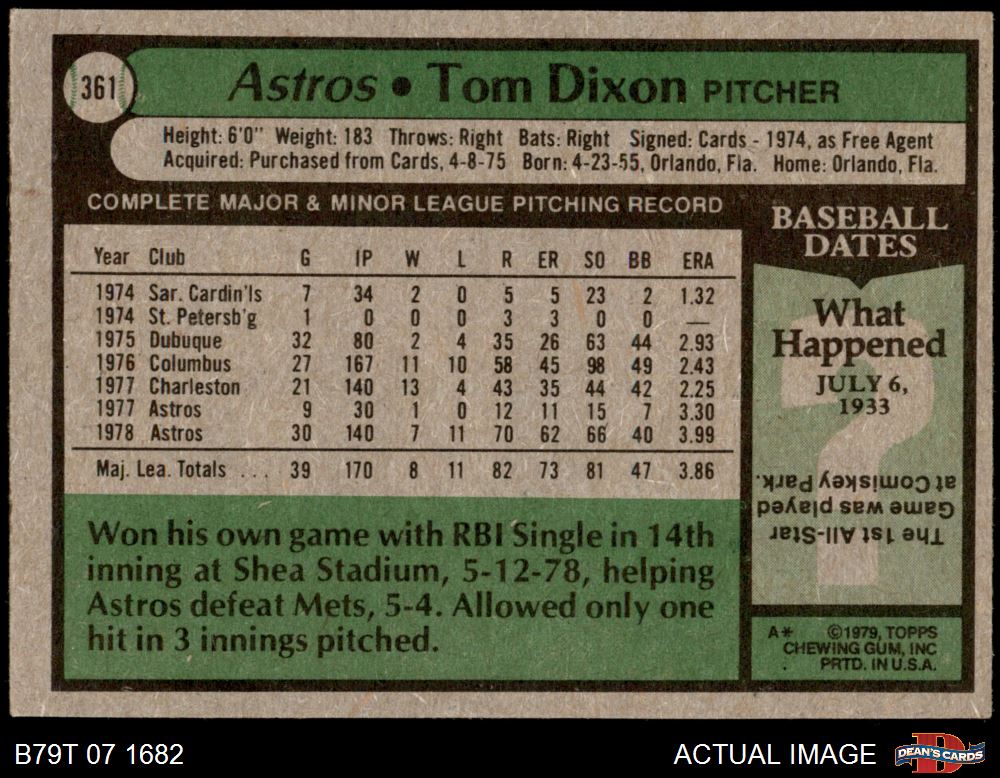 361
Astros • Tom Dixon PITCHER
Height: 6'0" Weight: 183 Throws: Right Bats: Right Signed: Cards - 1974, as Free Agent
Acquired: Purchased from Cards, 4-8-75 Born: 4-23-55, Orlando, Fla. Home: Orlando, Fla.
COMPLETE MAJOR & MINOR LEAGUE PITCHING RECORD
Year Club G IP W L R ER SO BB ERA
1974 Sar. Cardin'ls 7 34 2 0 5 5 23 2 1.32
1974 St. Petersb'g 1 0 0 0 3 3 0 0 —
1975 Dubuque 32 80 2 4 35 26 63 44 2.93
1976 Columbus 27 167 11 10 58 45 98 49 2.43
1977 Charleston 21 140 13 4 43 35 44 42 2.25
1977 Astros 9 30 1 0 12 11 15 7 3.30
1978 Astros 30 140 7 11 70 62 66 40 3.99
Maj. Lea. Totals ... 39 170 8 11 82 73 81 47 3.86
Won his own game with RBI Single in 14th
inning at Shea Stadium, 5-12-78, helping
Astros defeat Mets, 5-4. Allowed only one
hit in 3 innings pitched.
BASEBALL
DATES
What
Happened
JULY 6,
1933
?
The 1st All-Star
Game was played
at Comiskey Park.
A* ©1979, TOPPS
CHEWING GUM, INC
PRTD. IN U.S.A.
B79T 07 1682
ACTUAL IMAGE
D
DEAN'S CARDS